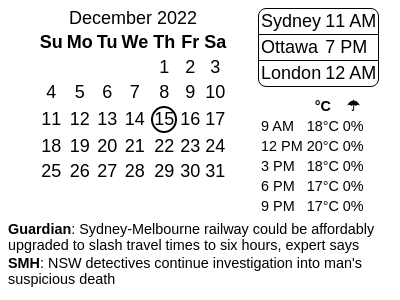 December 2022
Su Mo Tu We Th Fr Sa
1 2 3
4 5 6 7 8 9 10
11 12 13 14 15 16 17
18 19 20 21 22 23 24
25 26 27 28 29 30 31
Sydney 11 AM
Ottawa 7 PM
London 12 AM
°C ☂
9 AM 18°C 0%
12 PM 20°C 0%
3 PM 18°C 0%
6 PM 17°C 0%
9 PM 17°C 0%
Guardian: Sydney-Melbourne railway could be affordably
upgraded to slash travel times to six hours, expert says
SMH: NSW detectives continue investigation into man's
suspicious death